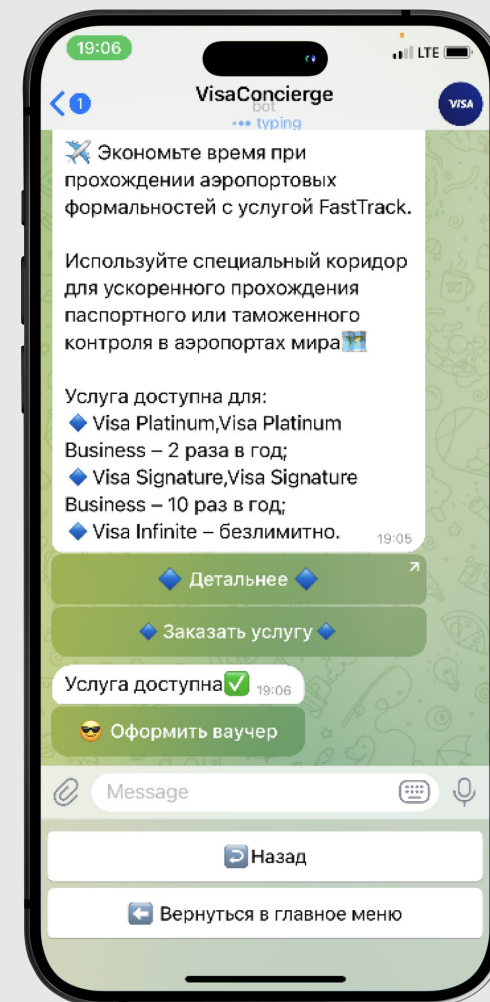 19:06
LTE
1
VisaConcierge
bot
typing
VISA
Экономьте время при
прохождении аэропортовых
формальностей с услугой FastTrack.
Используйте специальный коридор
для ускоренного прохождения
паспортного или таможенного
контроля в аэропортах мира
Услуга доступна для:
Visa Platinum,Visa Platinum
Business – 2 раза в год;
Visa Signature,Visa Signature
Business – 10 раз в год;
Visa Infinite – безлимитно.
19:05
Детальнее
Заказать услугу
Услуга доступна✅ 19:06
😎 Оформить ваучер
Message
Назад
Вернуться в главное меню